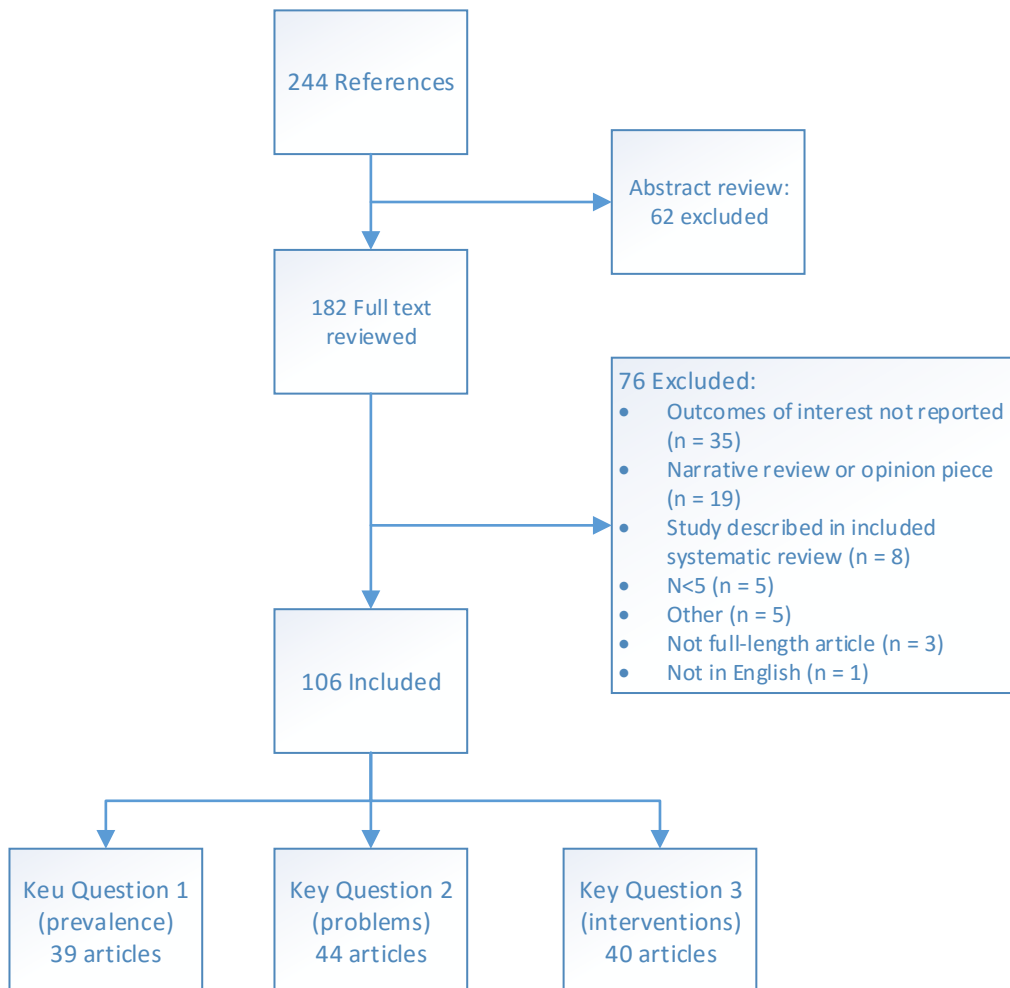 244 References
Abstract review:
62 excluded
182 Full text
reviewed
76 Excluded:
• Outcomes of interest not reported
(n = 35)
• Narrative review or opinion piece
(n = 19)
• Study described in included
systematic review (n = 8)
• N<5 (n = 5)
• Other (n = 5)
• Not full-length article (n = 3)
• Not in English (n = 1)
106 Included
Keu Question 1
(prevalence)
39 articles
Key Question 2
(problems)
44 articles
Key Question 3
(interventions)
40 articles